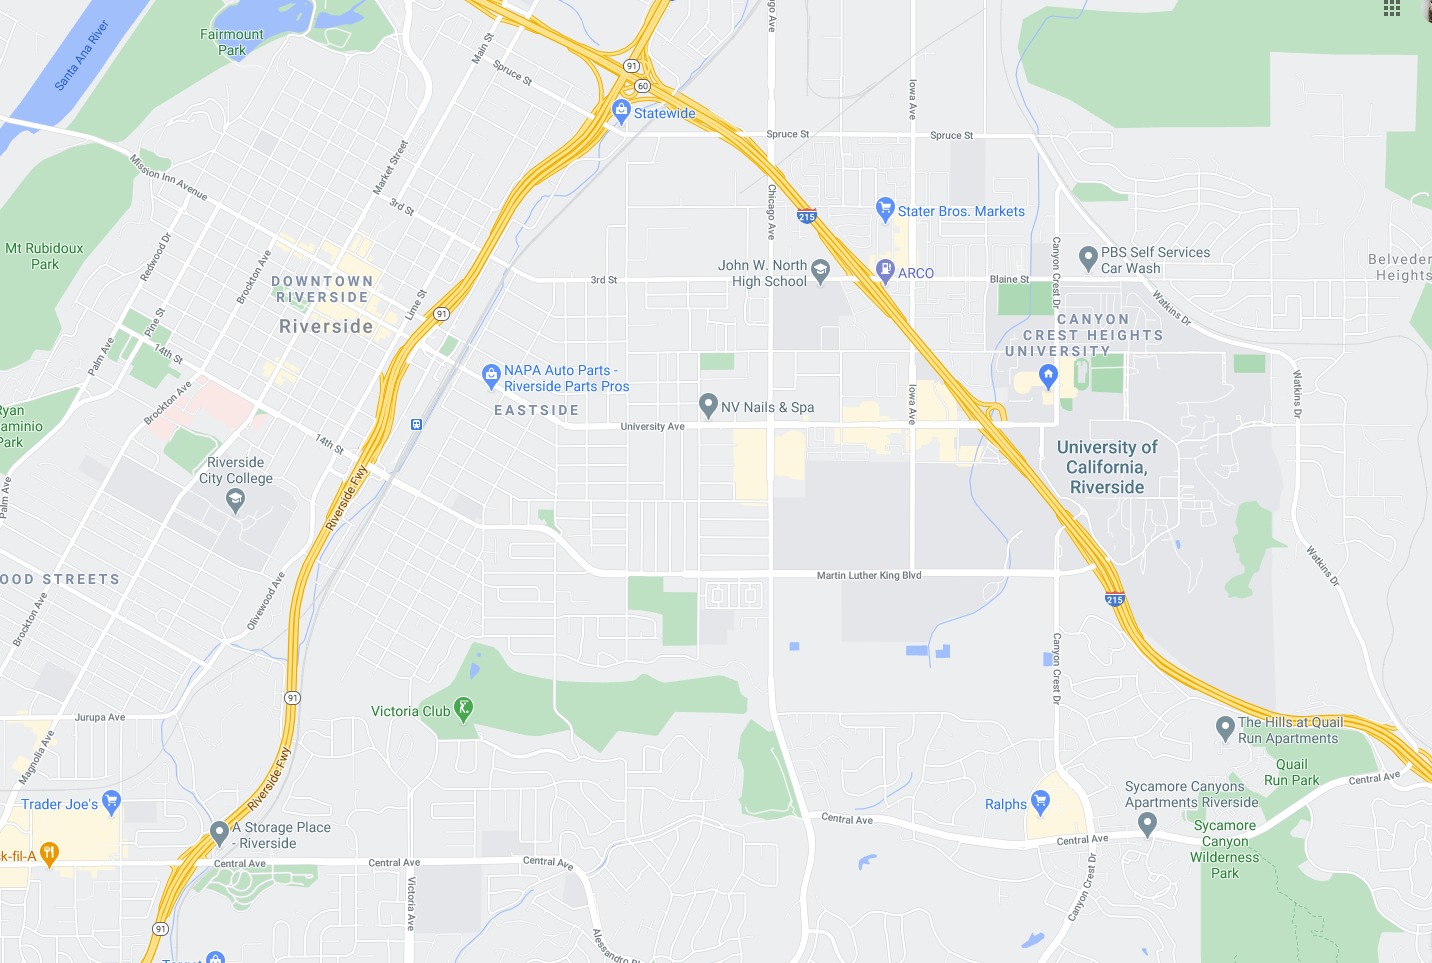 Fairmount
Park
Santa Ana River
Main St
Spruce St
91
60
Statewide
Spruce St
Iowa Ave
Spruce St
Mission Inn Avenue
Market Street
3rd St
Chicago Ave
215
Stater Bros. Markets
Mt Rubidoux
Park
Redwood Dr
Brockton Ave
DOWNTOWN
RIVERSIDE
Riverside
Lime St
91
3rd St
John W. North
High School
ARCO
Blaine St
Canyon Crest Dr
PBS Self Services
Car Wash
Watkins Dr
Heights
CANYON
CREST HEIGHTS
UNIVERSITY
Pine St
Palm Ave
14th St
Brockton Ave
NAPA Auto Parts -
Riverside Parts Pros
EASTSIDE
NV Nails & Spa
University Ave
Iowa Ave
Watkins Dr
University of
California,
Riverside
Park
14th St
Riverside
City College
Riverside Fwy
Palm Ave
Martin Luther King Blvd
215
Watkins Dr
Olivewood Ave
Brockton Ave
Canyon Crest Dr
91
Victoria Club
Jurupa Ave
Magnolia Ave
Riverside Fwy
The Hills at Quail
Run Apartments
Quail
Run Park
Central Ave
Trader Joe's
A Storage Place
- Riverside
Ralphs
Sycamore Canyons
Apartments Riverside
Central Ave
Central Ave
Sycamore
Canyon
Wilderness
Park
Central Ave
Central Ave
Central Ave
Victoria Ave
Canyon Crest Dr
91